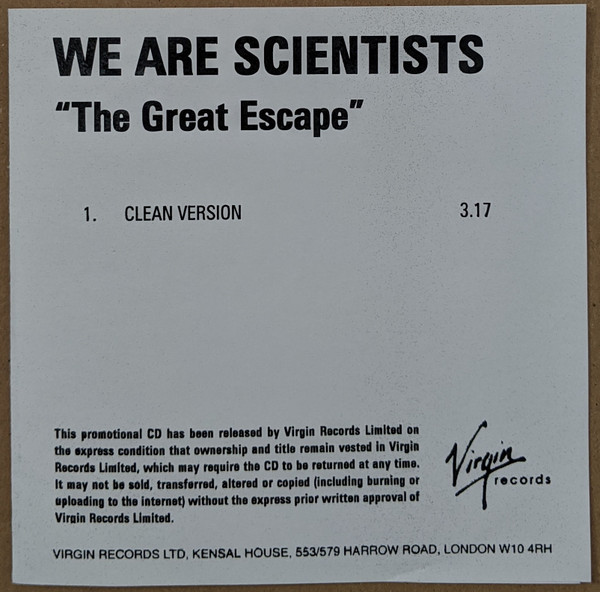 WE ARE SCIENTISTS
"The Great Escape"
1. CLEAN VERSION 3.17
This promotional CD has been released by Virgin Records Limited on
the express condition that ownership and title remain vested in Virgin
Records Limited, which may require the CD to be returned at any time.
It may not be sold, transferred, altered or copied (including burning or
uploading to the internet) without the express prior written approval of
Virgin Records Limited.
Virgin
records
VIRGIN RECORDS LTD, KENSAL HOUSE, 553/579 HARROW ROAD, LONDON W10 4RH